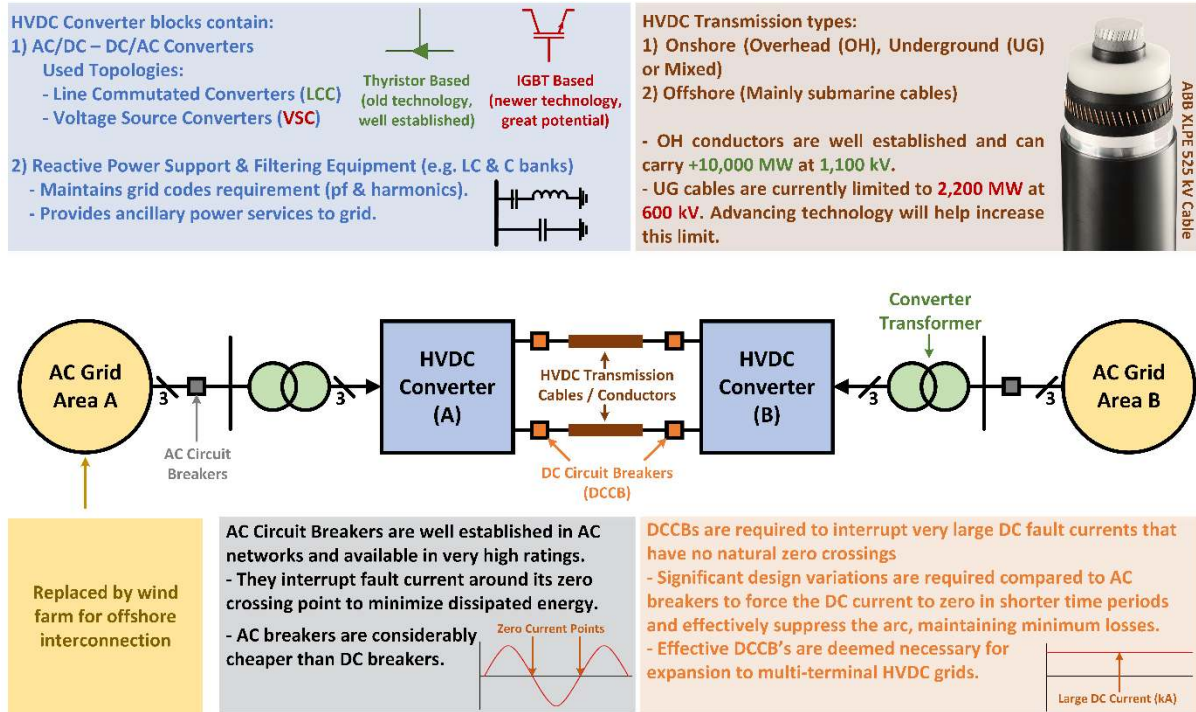 HVDC Converter blocks contain:
1) AC/DC – DC/AC Converters
Used Topologies:
- Line Commutated Converters (LCC)
- Voltage Source Converters (VSC)
Thyristor Based
(old technology,
well established)
IGBT Based
(newer technology,
great potential)
2) Reactive Power Support & Filtering Equipment (e.g. LC & C banks)
- Maintains grid codes requirement (pf & harmonics).
- Provides ancillary power services to grid.
HVDC Transmission types:
1) Onshore (Overhead (OH), Underground (UG)
or Mixed)
2) Offshore (Mainly submarine cables)
- OH conductors are well established and can
carry +10,000 MW at 1,100 kV.
- UG cables are currently limited to 2,200 MW at
600 kV. Advancing technology will help increase
this limit.
ABB XLPE 525 kV Cable
Converter
Transformer
AC Grid
Area A
3
AC Circuit
Breakers
3
HVDC
Converter
(A)
HVDC Transmission
Cables / Conductors
DC Circuit Breakers
(DCCB)
HVDC
Converter
(B)
3
3
AC Grid
Area B
Replaced by wind
farm for offshore
interconnection
AC Circuit Breakers are well established in AC
networks and available in very high ratings.
- They interrupt fault current around its zero
crossing point to minimize dissipated energy.
- AC breakers are considerably
cheaper than DC breakers.
Zero Current Points
DCCBs are required to interrupt very large DC fault currents that
have no natural zero crossings
- Significant design variations are required compared to AC
breakers to force the DC current to zero in shorter time periods
and effectively suppress the arc, maintaining minimum losses.
- Effective DCCB's are deemed necessary for
expansion to multi-terminal HVDC grids.
Large DC Current (kA)